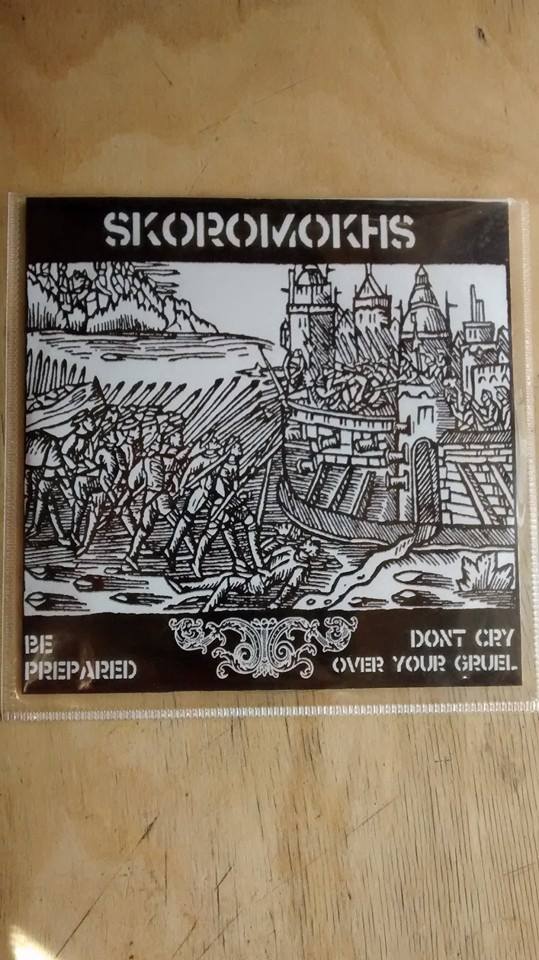 SKOROMOKHS
BE
PREPARED
DONT CRY
OVER YOUR GRUEL